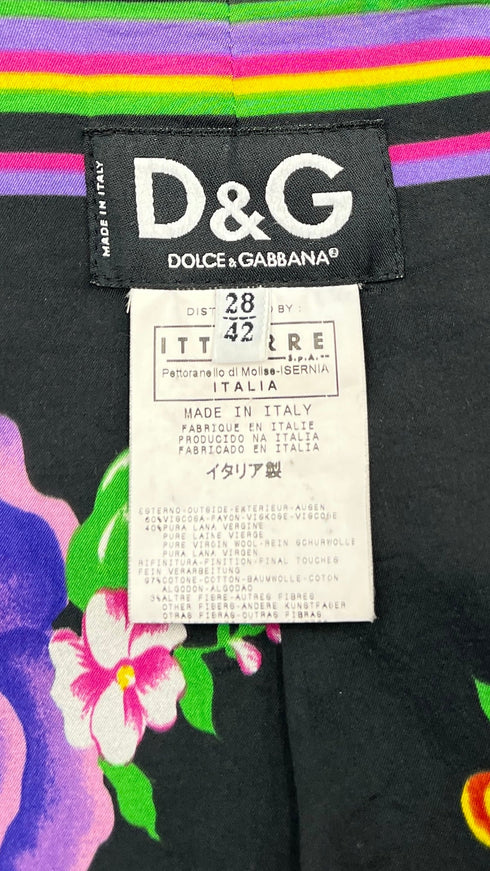 MADE IN ITALY
D&G
DOLCE & GABBANA®
28
42
DIST BY :
ITT RRE
S.p.A.
Pettoranello di Molise-ISERNIA
ITALIA
MADE IN ITALY
FABRIQUE EN ITALIE
PRODUCIDO NA ITALIA
FABRICADO EN ITALIA
イタリア製
ESTERNO-OUTSIDE-EXTERIEUR-AUSEN
60%VISCOSA-RAYON-VISKOSE-VISCOSE
40%PURA LANA VERGINE
PURE LAINE VIERGE
PURE VIRGIN WOOL-REIN SCHURWOLLE
PURA LANA VIRGEN
RIFINITURA-FINITION-FINAL TOUCHES
FEIN VERARBEITUNG
97%COTONE-COTTON-BAUMWOLLE-COTON
ALGODON-ALGODAO
3%ALTRE FIBRE-AUTRES FIBRES
OTHER FIBERS-ANDERE KUNSTFASER
OTRAS FIBRAS-OUTRAS FIBRAS